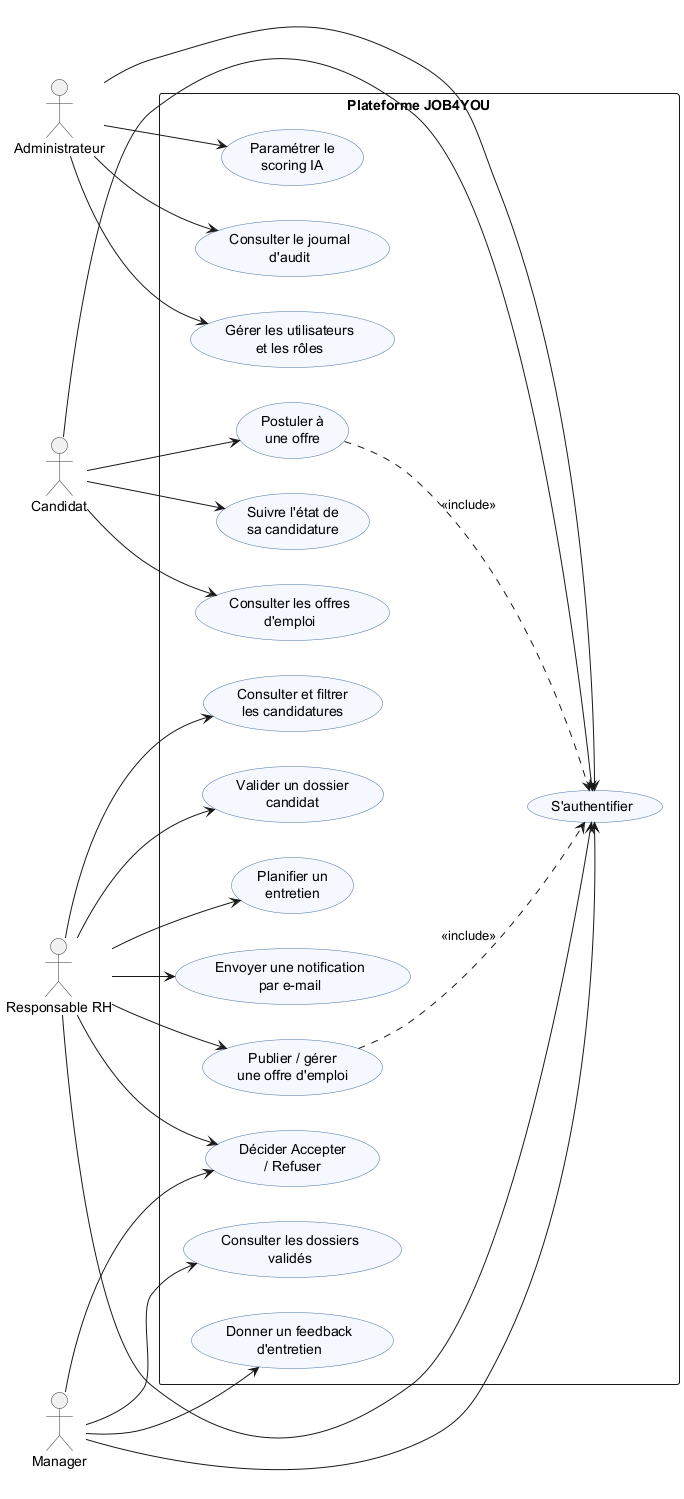 Plateforme JOB4YOU
Administrateur
Paramétrer le
scoring IA
Consulter le journal
d'audit
Gérer les utilisateurs
et les rôles
Candidat
Postuler à
une offre
«include»
Suivre l'état de
sa candidature
Consulter les offres
d'emploi
Consulter et filtrer
les candidatures
Valider un dossier
candidat
S'authentifier
Planifier un
entretien
«include»
Responsable RH
Envoyer une notification
par e-mail
Publier / gérer
une offre d'emploi
Décider Accepter
/ Refuser
Consulter les dossiers
validés
Donner un feedback
d'entretien
Manager